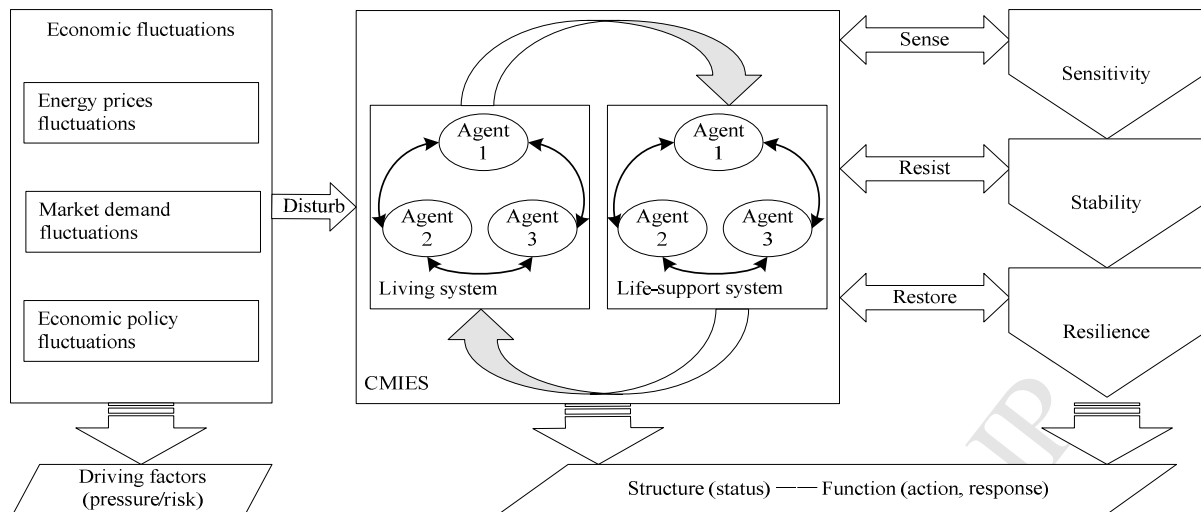 Economic fluctuations
Energy prices
fluctuations
Market demand
fluctuations
Economic policy
fluctuations
Disturb
Agent
1
Agent
2
Agent
3
Living system
Agent
1
Agent
2
Agent
3
Life-support system
CMIES
Sense
Resist
Restore
Sensitivity
Stability
Resilience
Driving factors
(pressure/risk)
Structure (status) —— Function (action, response)